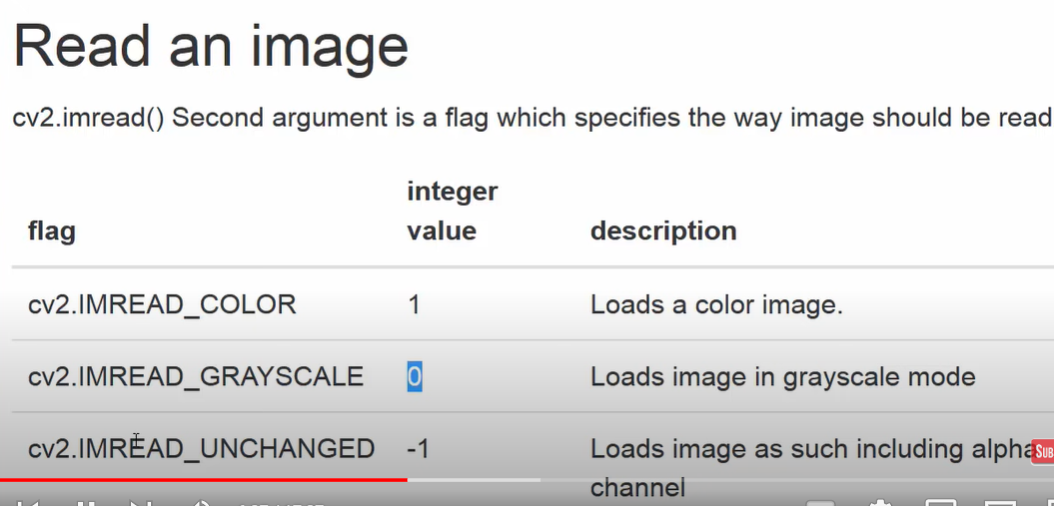 Read an image
cv2.imread() Second argument is a flag which specifies the way image should be read
integer
flag value description
cv2.IMREAD_COLOR 1 Loads a color image.
cv2.IMREAD_GRAYSCALE 0 Loads image in grayscale mode
cv2.IMREAD_UNCHANGED -1 Loads image as such including alpha
channel